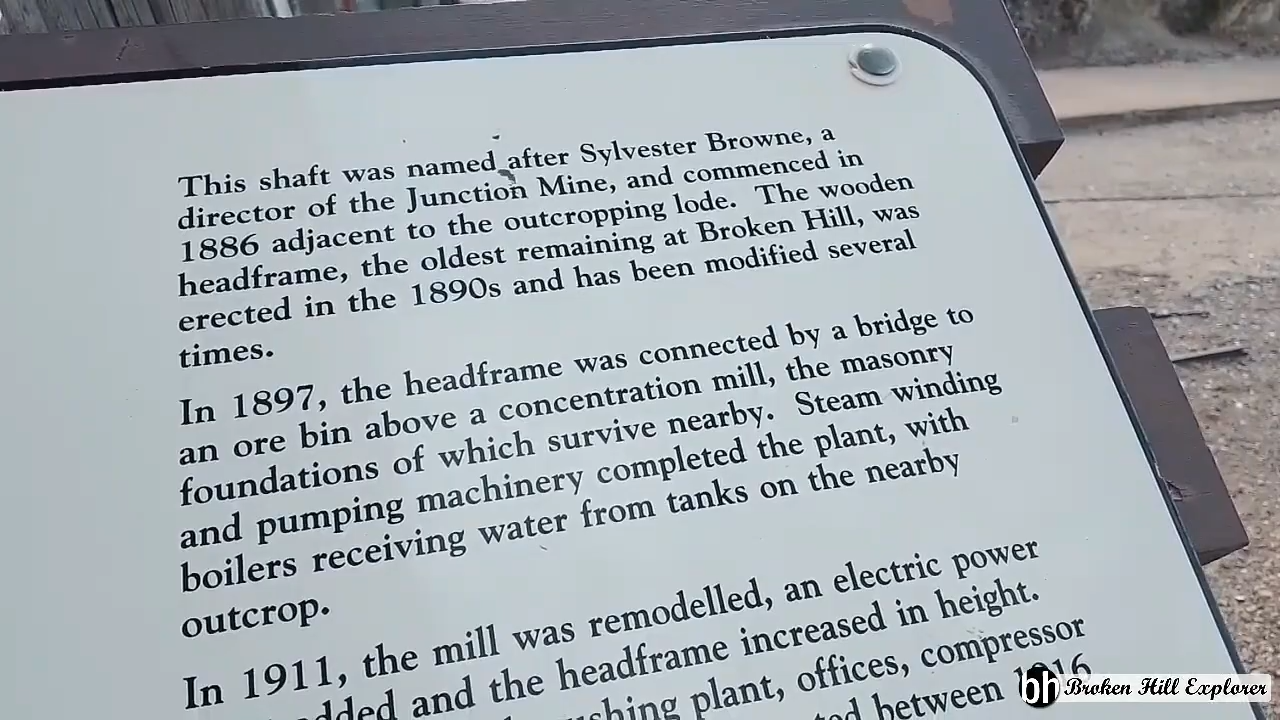 This shaft was named after Sylvester Browne, a
director of the Junction Mine, and commenced in
1886 adjacent to the outcropping lode. The wooden
headframe, the oldest remaining at Broken Hill, was
erected in the 1890s and has been modified several
times.
In 1897, the headframe was connected by a bridge to
an ore bin above a concentration mill, the masonry
foundations of which survive nearby. Steam winding
and pumping machinery completed the plant, with
boilers receiving water from tanks on the nearby
outcrop.
In 1911, the mill was remodelled, an electric power
and the headframe increased in height.
plant, offices, compressor
between
bh Broken Hill Explorer